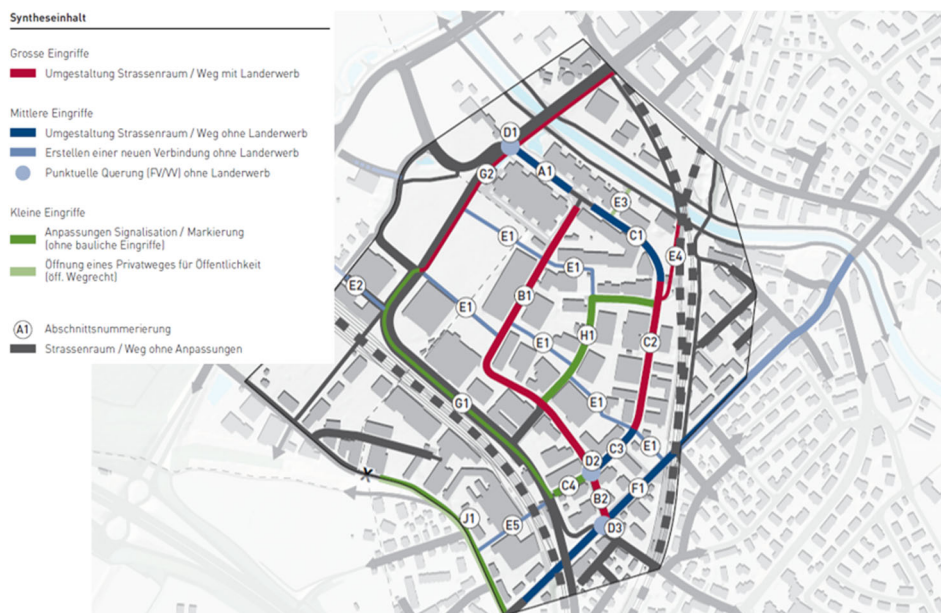 Syntheseinhalt
Grosse Eingriffe
Umgestaltung Strassenraum / Weg mit Landerwerb
Mittlere Eingriffe
Umgestaltung Strassenraum / Weg ohne Landerwerb
Erstellen einer neuen Verbindung ohne Landerwerb
Punktuelle Querung (FV/VV) ohne Landerwerb
Kleine Eingriffe
Anpassungen Signalisation / Markierung
(ohne bauliche Eingriffe)
Öffnung eines Privatweges für Öffentlichkeit
(öff. Wegrecht)
A1 Abschnittsnummerierung
Strassenraum / Weg ohne Anpassungen
D1
G2
A1
E3
E1
C1
E4
E1
E2
B1
E1
H1
E1
C2
G1
E1
E1
C3
D2
C4
F1
B2
J1
E5
D3